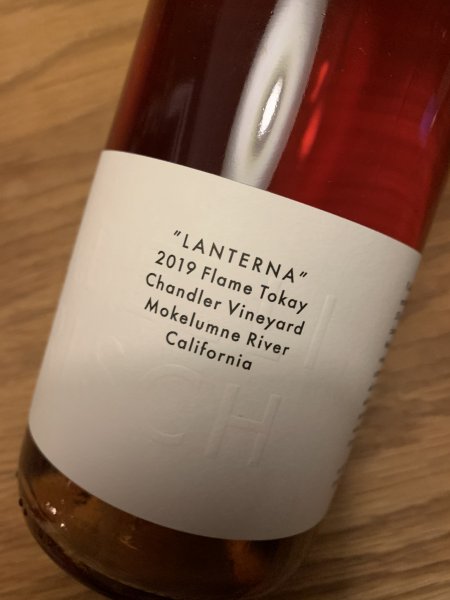 "LANTERNA"
2019 Flame Tokay
Chandler Vineyard
Mokelumne River
California